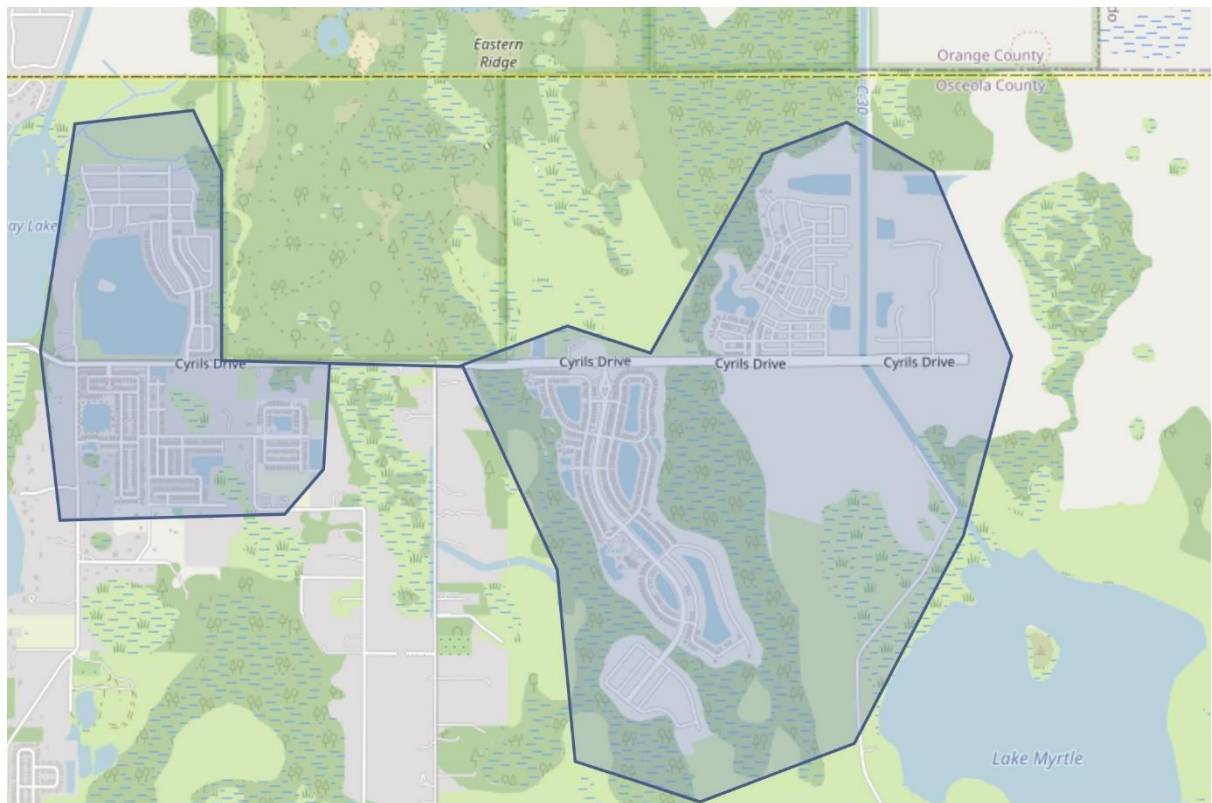 Eastern
Ridge
Orange County
Osceola County
C-30
ay Lake
Cyrils Drive
Cyrils Drive
Cyrils Drive
Cyrils Drive
Lake Myrtle